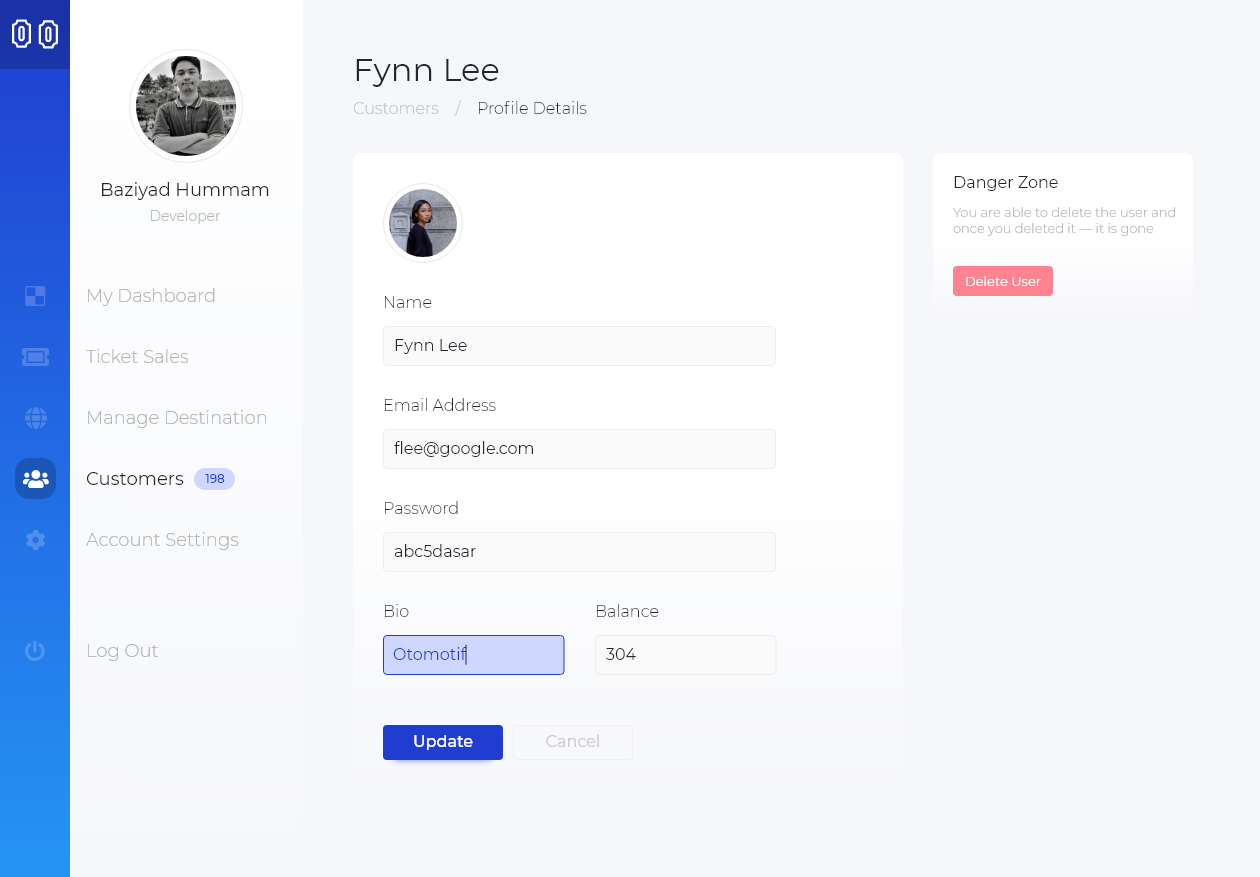 Baziyad Hummam
Developer
My Dashboard
Ticket Sales
Manage Destination
Customers 198
Account Settings
Log Out
Fynn Lee
Customers / Profile Details
Name
Fynn Lee
Email Address
flee@google.com
Password
abc5dasar
Bio Balance
Otomotif 304
Update Cancel
Danger Zone
You are able to delete the user and
once you deleted it — it is gone
Delete User